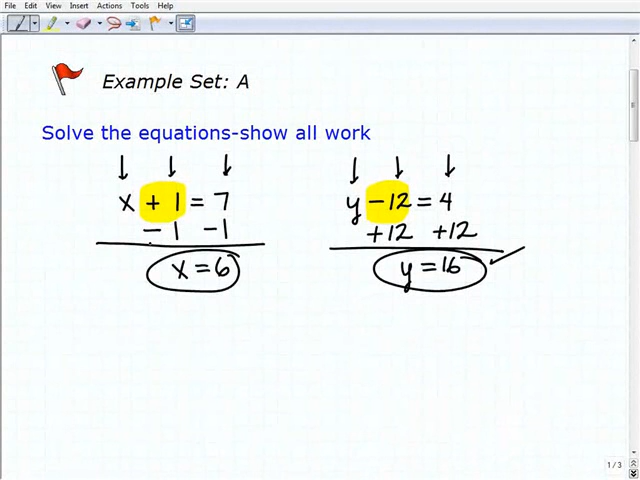 File Edit View Insert Actions Tools Help
Example Set: A
Solve the equations-show all work
x + 1 = 7
- 1 -1
x = 6
y - 12 = 4
+12 +12
y = 16
1/3